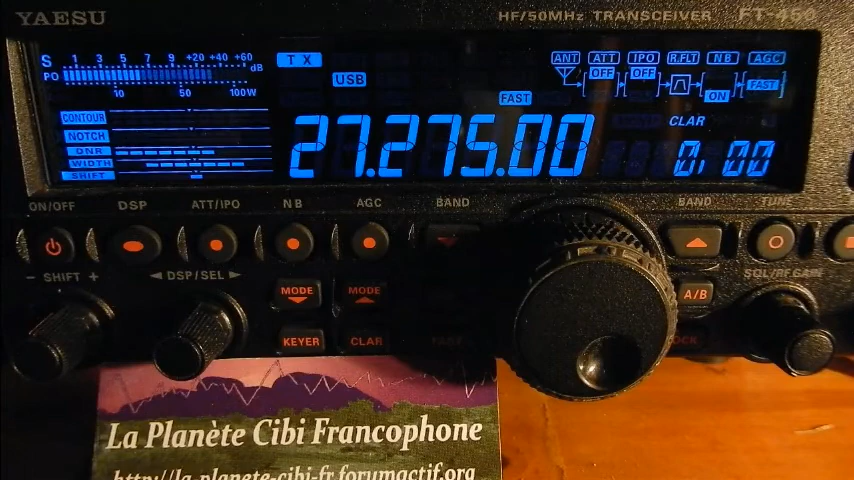 YAESU
HF/50MHz TRANSCEIVER FT-450
S 1 3 5 7 9 +20 +40 +60 dB
PO
10 50 100W
TX
USB
FAST
ANT ATT IPO R.FLT NB AGC
OFF OFF ON FAST
CONTOUR
NOTCH
DNR
WIDTH
SHIFT
27.275.00
CLAR
0.00
ON/OFF DSP ATT/IPO NB AGC BAND BAND TUNE
- SHIFT + DSP/SEL SQL/RF GAIN
MODE MODE A/B
KEYER CLAR FAST
La Planète Cibi Francophone
http://la-planete-cibi-fr.forumactif.org